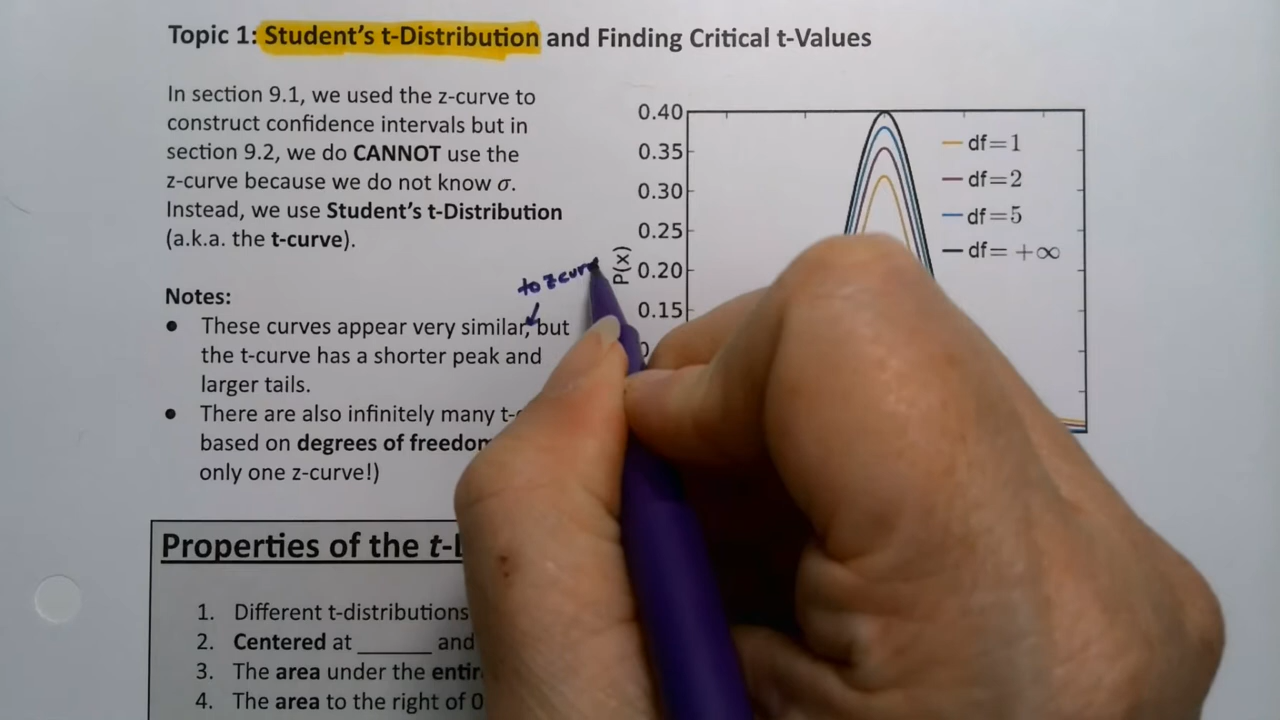 Topic 1: Student's t-Distribution and Finding Critical t-Values
In section 9.1, we used the z-curve to
construct confidence intervals but in
section 9.2, we do CANNOT use the
z-curve because we do not know σ.
Instead, we use Student's t-Distribution
(a.k.a. the t-curve).
Notes:
to z curve
• These curves appear very similar, but
the t-curve has a shorter peak and
larger tails.
• There are also infinitely many t-
based on degrees of freedom
only one z-curve!)
0.40
0.35
0.30
0.25
0.20
0.15
P(x)
df=1
df=2
df=5
df= +∞
Properties of the t-
1. Different t-distributions
2. Centered at ______ and
3. The area under the entire
4. The area to the right of 0